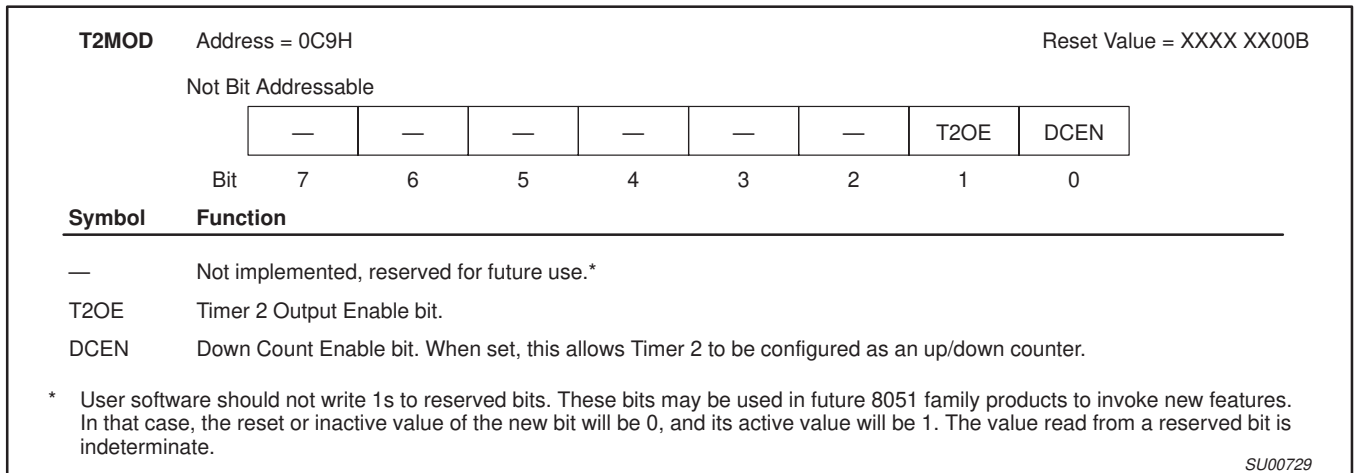 T2MOD Address = 0C9H Reset Value = XXXX XX00B
Not Bit Addressable
— — — — — — T2OE DCEN
Bit 7 6 5 4 3 2 1 0
Symbol Function
— Not implemented, reserved for future use.*
T2OE Timer 2 Output Enable bit.
DCEN Down Count Enable bit. When set, this allows Timer 2 to be configured as an up/down counter.
* User software should not write 1s to reserved bits. These bits may be used in future 8051 family products to invoke new features.
In that case, the reset or inactive value of the new bit will be 0, and its active value will be 1. The value read from a reserved bit is
indeterminate.
SU00729